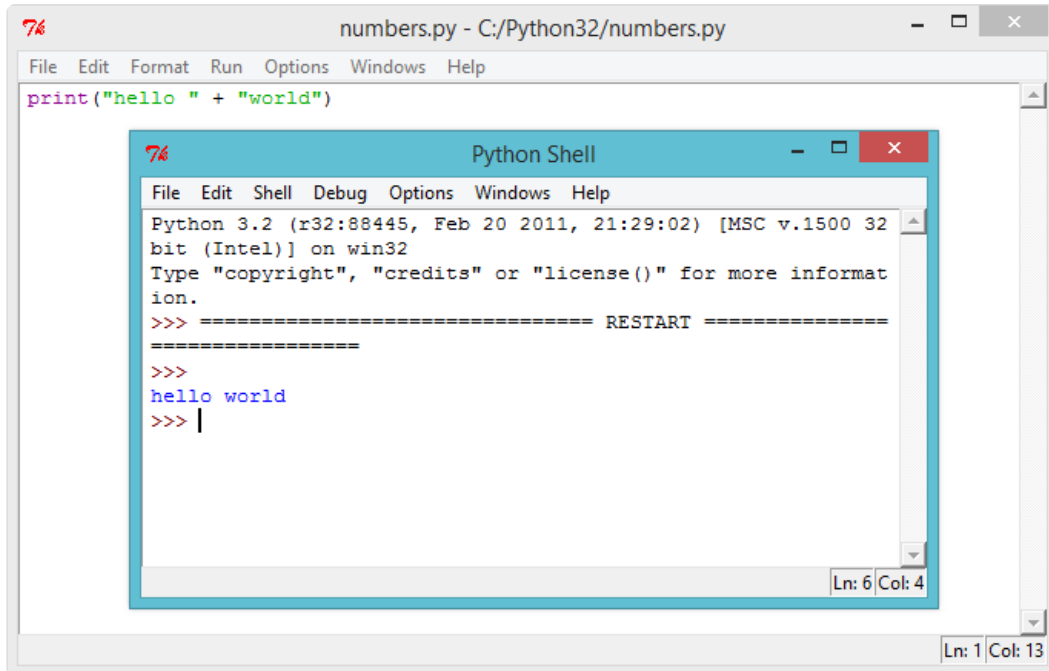 numbers.py - C:/Python32/numbers.py
File Edit Format Run Options Windows Help
print("hello " + "world")
Python Shell
File Edit Shell Debug Options Windows Help
Python 3.2 (r32:88445, Feb 20 2011, 21:29:02) [MSC v.1500 32
bit (Intel)] on win32
Type "copyright", "credits" or "license()" for more informat
ion.
>>> ================================ RESTART ===============
=================
>>>
hello world
>>>
Ln: 6 Col: 4
Ln: 1 Col: 13